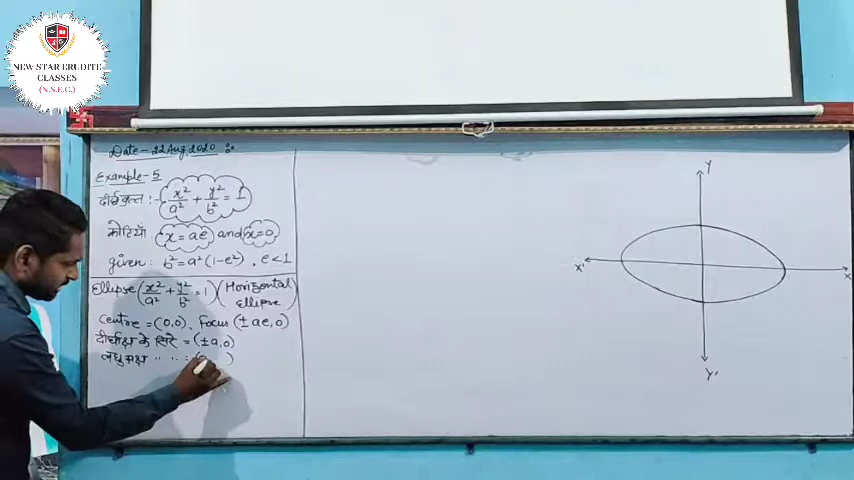 NEW STAR ERUDITE
CLASSES
(N.S.E.C.)
Date - 22 Aug, 2020
Example - 5
दीर्घवृत्त :- x²/a² + y²/b² = 1
कोटियाँ x = ae and x = 0
given: b² = a²(1-e²), e < 1
Ellipse (x²/a² + y²/b² = 1) (Horizontal Ellipse)
Centre = (0,0), Focus (± ae, 0)
दीर्घाक्ष के सिरे = (± a, 0)
लघु अक्ष " " = (0, )
Y
X'
X
Y'